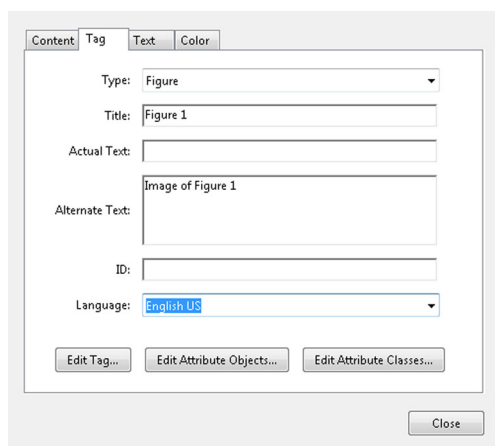 Content Tag Text Color
Type: Figure
Title: Figure 1
Actual Text:
Image of Figure 1
Alternate Text:
ID:
Language: English US
Edit Tag... Edit Attribute Objects... Edit Attribute Classes...
Close